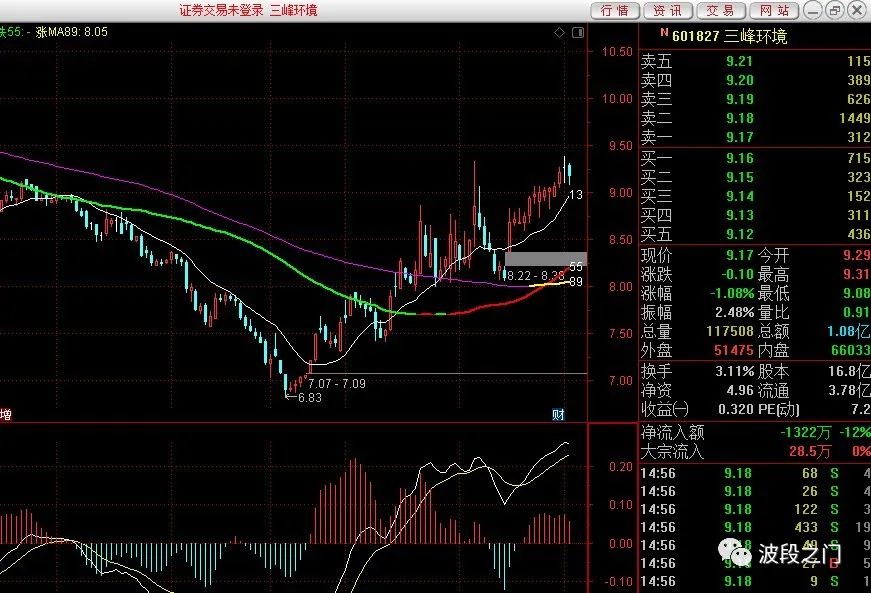 证券交易未登录 三峰环境
行情 资讯 交易 网站
55: - 涨MA89: 8.05
N 601827 三峰环境
卖五 9.21 115
卖四 9.20 389
卖三 9.19 626
卖二 9.18 1449
卖一 9.17 312
买一 9.16 715
买二 9.15 323
买三 9.14 152
买四 9.13 311
买五 9.12 436
现价 9.17 今开 9.29
涨跌 -0.10 最高 9.31
涨幅 -1.08% 最低 9.08
振幅 2.48% 量比 0.91
总量 117508 总额 1.08亿
外盘 51475 内盘 66033
换手 3.11% 股本 16.8亿
净资 4.96 流通 3.78亿
收益(一) 0.320 PE(动) 7.2
净流入额 -1322万 -12%
大宗流入 28.5万 0%
14:56 9.18 68 S 4
14:56 9.18 26 S 4
14:56 9.18 122 S 3
14:56 9.18 433 S 19
14:56 9.18 S 9
14:56 5
14:56 9.18 9 S 1
10.50
10.00
9.50
9.00
8.50
8.00
7.50
7.00
13
55
89
8.22 - 8.38
7.07 - 7.09
6.83
增
财
0.20
0.10
0.00
-0.10
波段之门